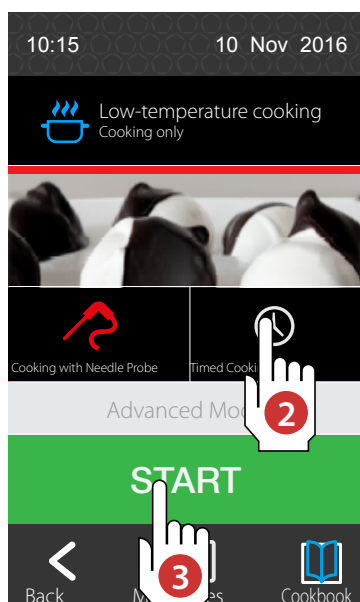 10:15 10 Nov 2016
Low-temperature cooking
Cooking only
Cooking with Needle Probe Timed
Advanced
2
START
3
Back Cookbook